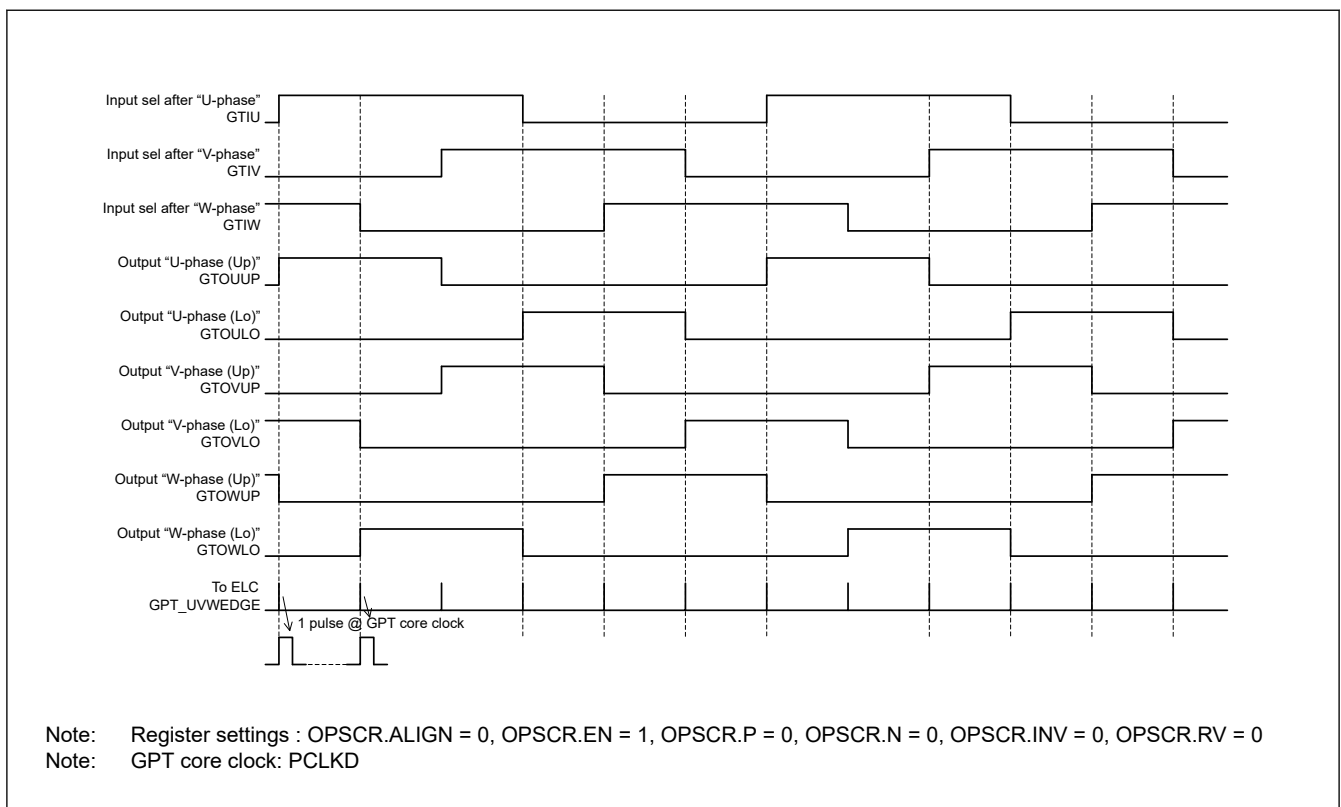 Input sel after “U-phase”
GTIU
Input sel after “V-phase”
GTIV
Input sel after “W-phase”
GTIW
Output “U-phase (Up)”
GTOUUP
Output “U-phase (Lo)”
GTOULO
Output “V-phase (Up)”
GTOVUP
Output “V-phase (Lo)”
GTOVLO
Output “W-phase (Up)”
GTOWUP
Output “W-phase (Lo)”
GTOWLO
To ELC
GPT_UVWEDGE
1 pulse @ GPT core clock
Note: Register settings : OPSCR.ALIGN = 0, OPSCR.EN = 1, OPSCR.P = 0, OPSCR.N = 0, OPSCR.INV = 0, OPSCR.RV = 0
Note: GPT core clock: PCLKD